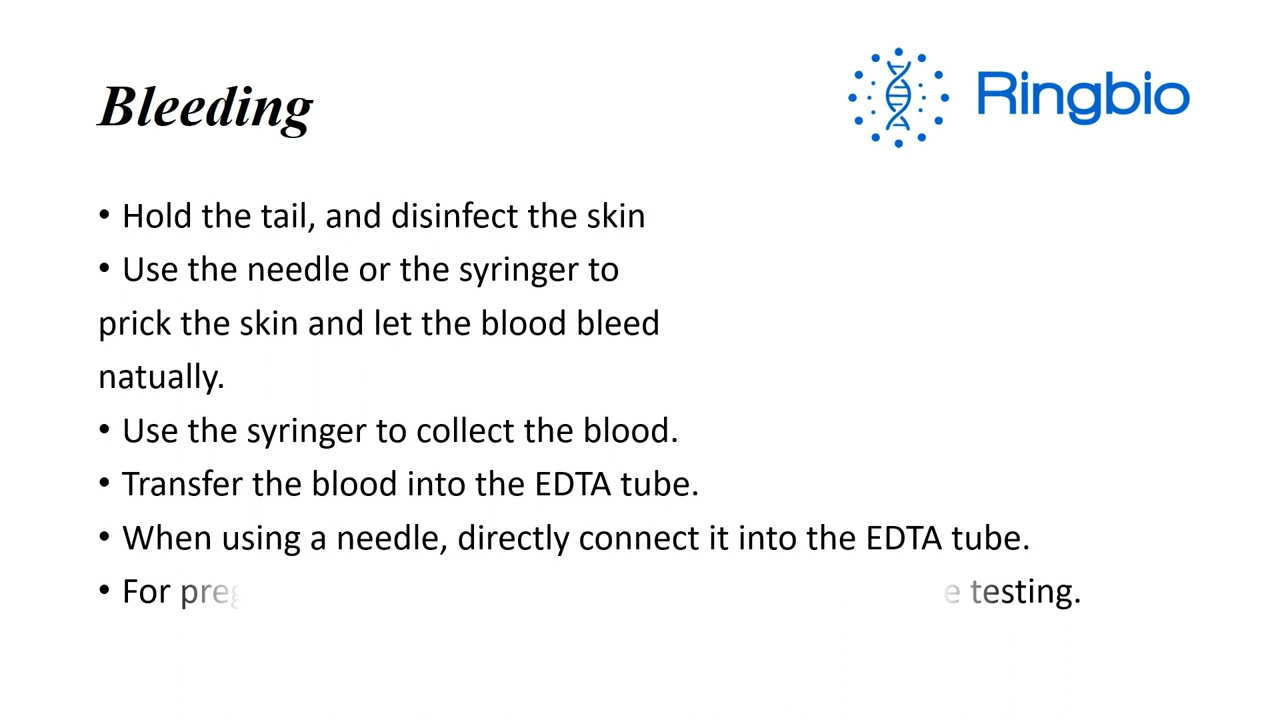 Bleeding
Ringbio
• Hold the tail, and disinfect the skin
• Use the needle or the syringer to
prick the skin and let the blood bleed
natually.
• Use the syringer to collect the blood.
• Transfer the blood into the EDTA tube.
• When using a needle, directly connect it into the EDTA tube.
• For testing.